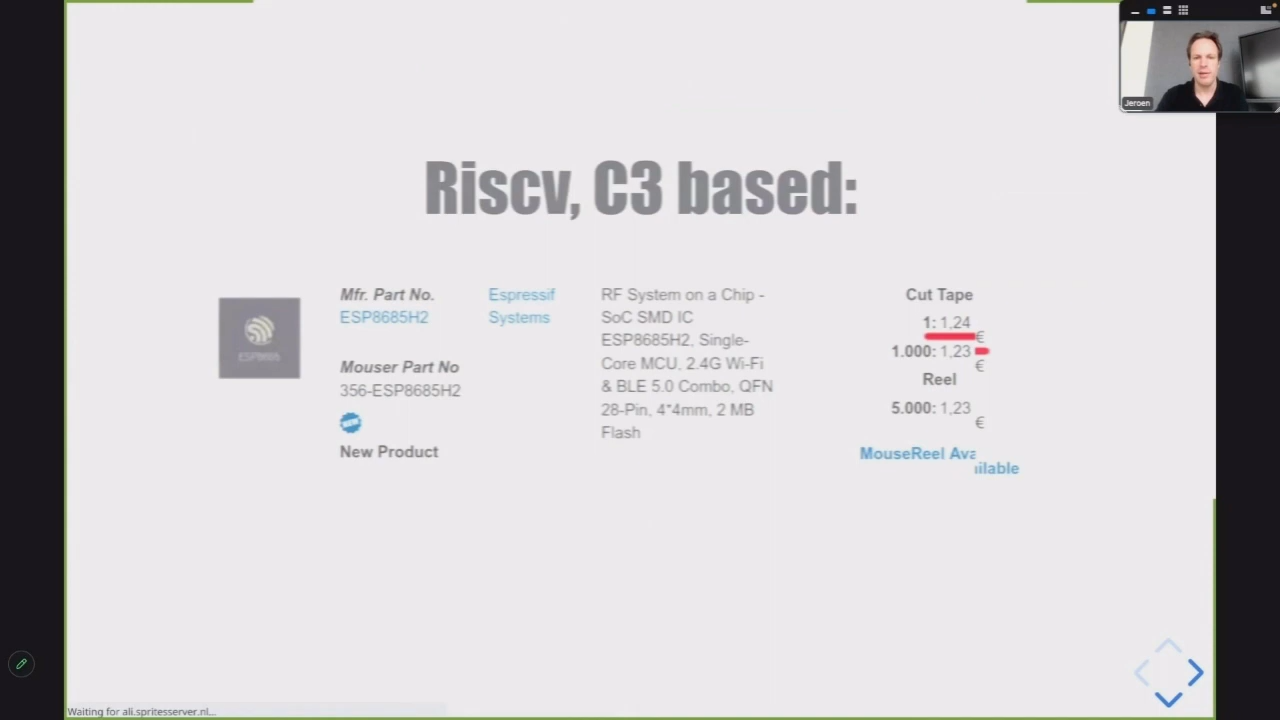 Jeroen
Riscv, C3 based:
ESP8685
Mfr. Part No.
ESP8685H2
Mouser Part No
356-ESP8685H2
NEW
New Product
Espressif
Systems
RF System on a Chip -
SoC SMD IC
ESP8685H2, Single-
Core MCU, 2.4G Wi-Fi
& BLE 5.0 Combo, QFN
28-Pin, 4*4mm, 2 MB
Flash
Cut Tape
1: 1,24 €
1.000: 1,23 €
Reel
5.000: 1,23 €
MouseReel Available
Waiting for ali.spritesserver.nl...